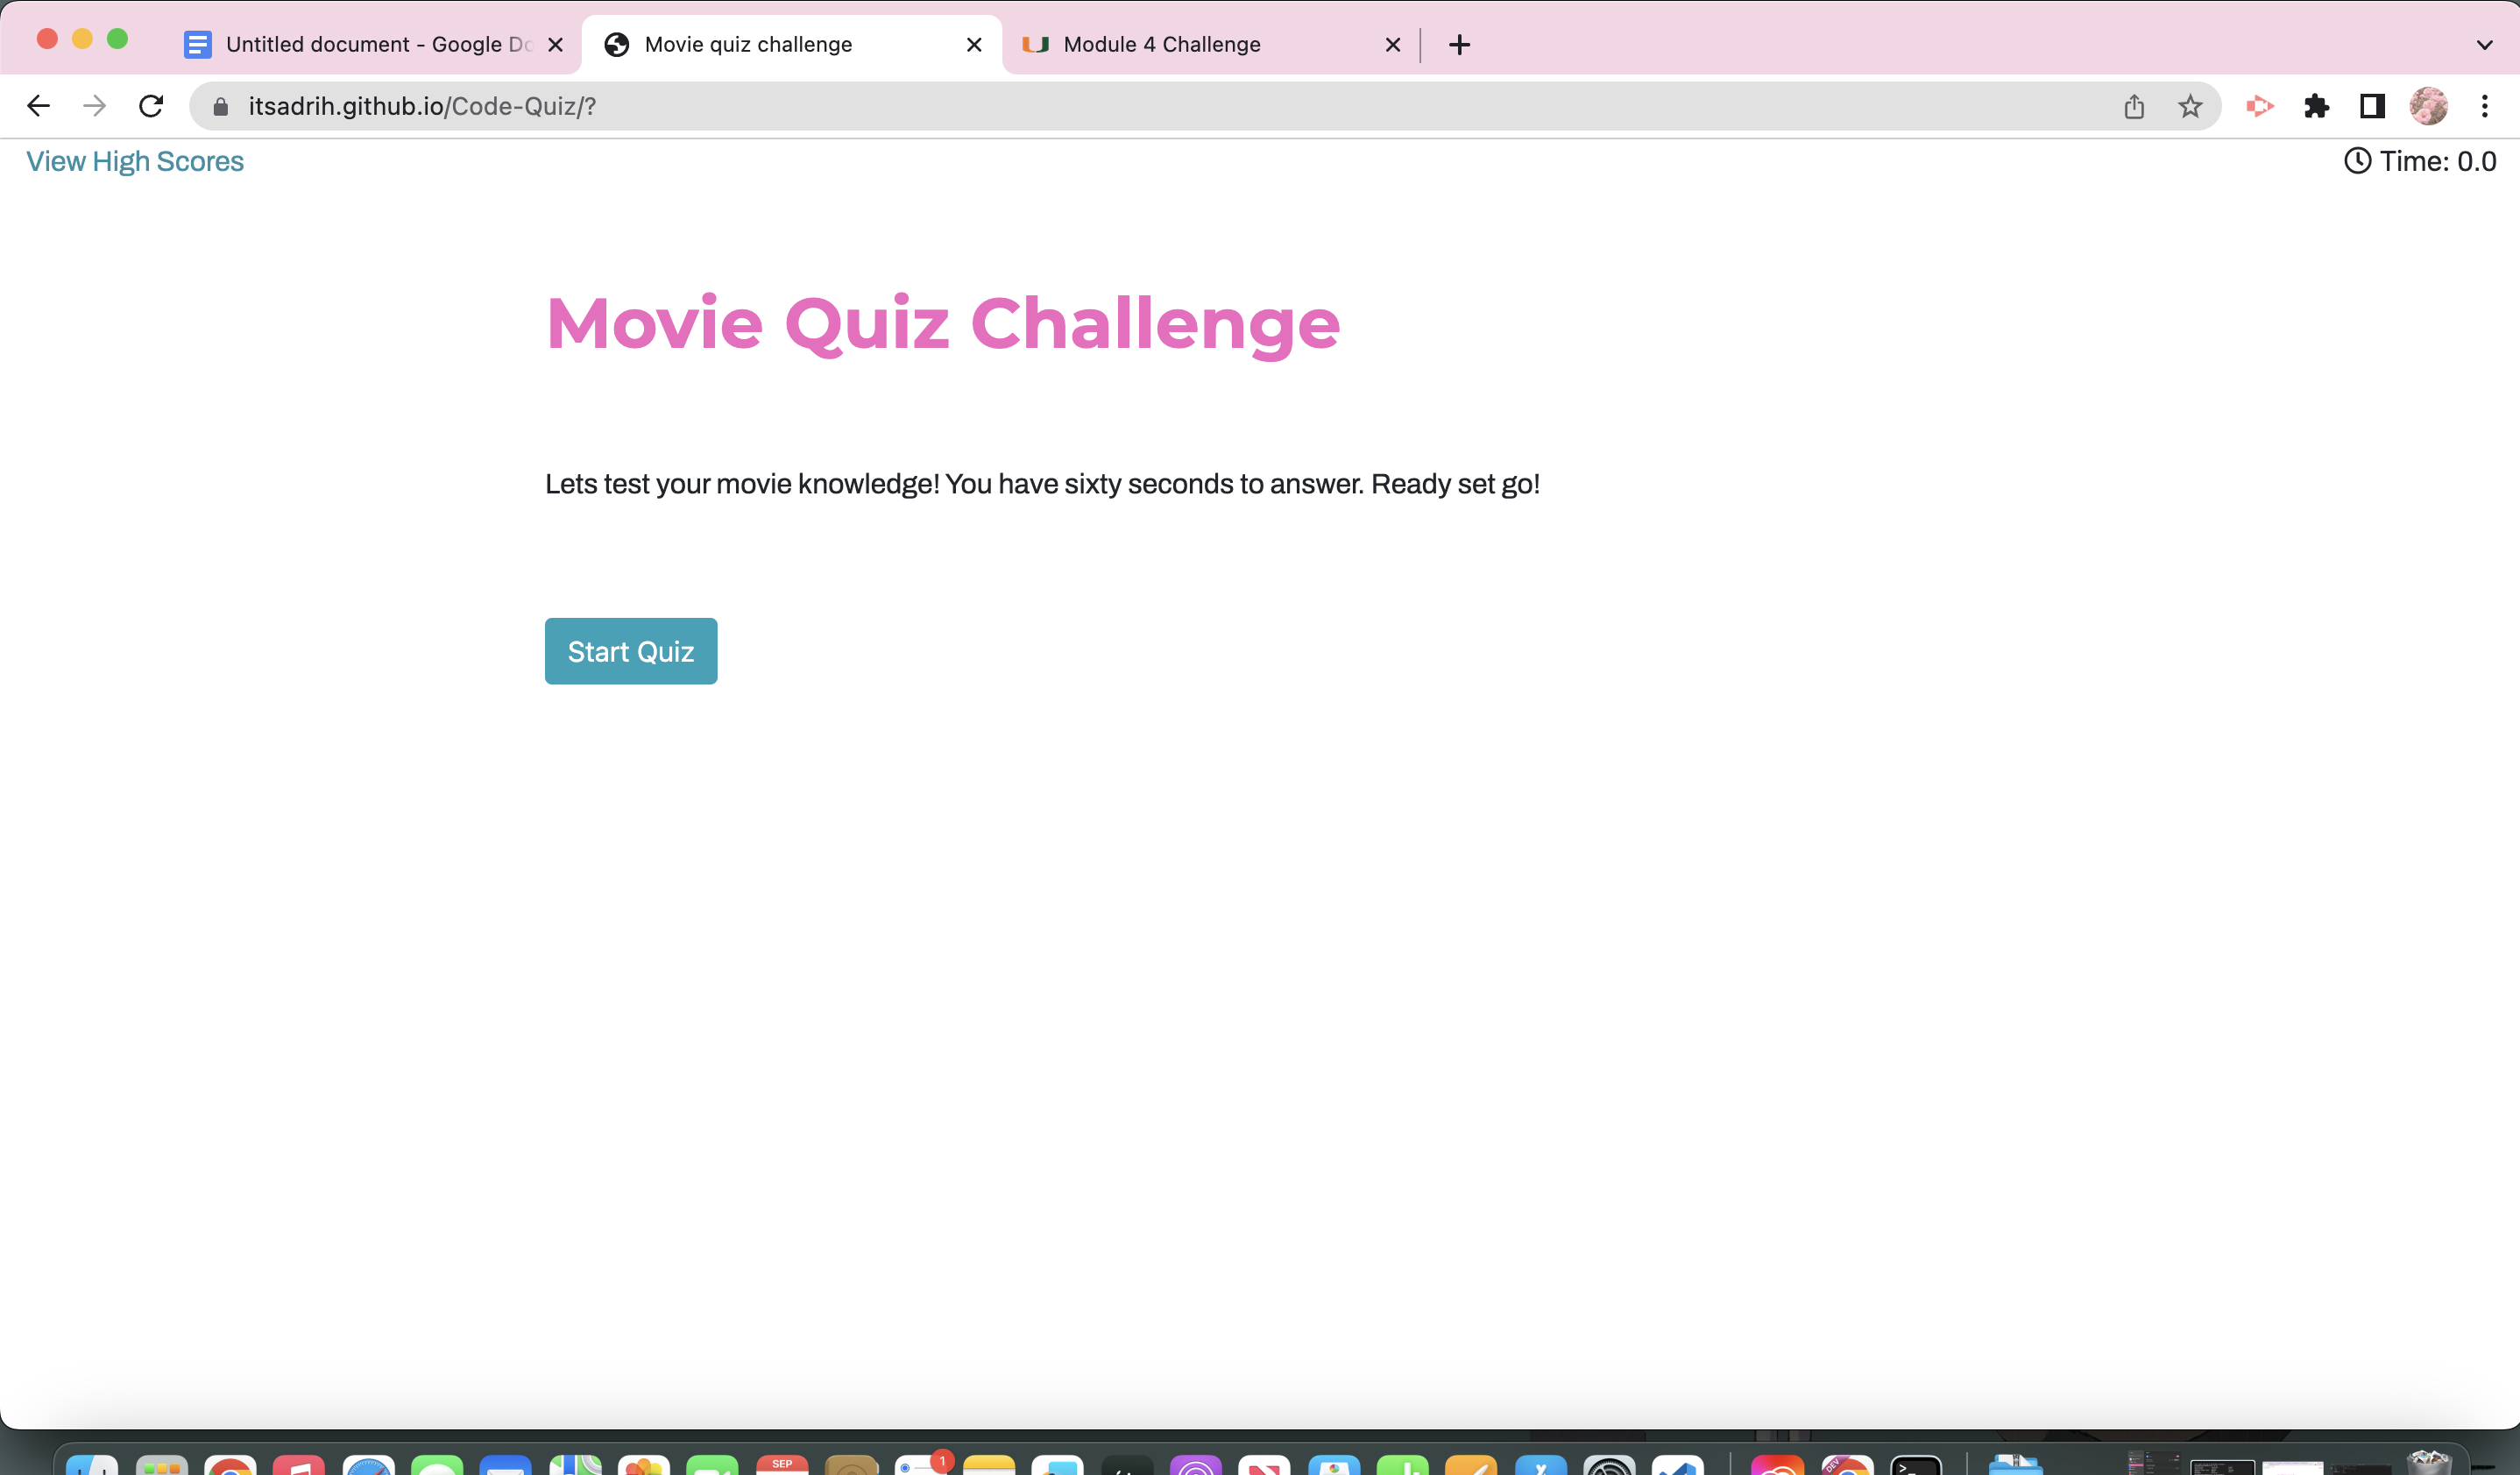 Untitled document - Google Do
Movie quiz challenge
Module 4 Challenge
itsadrih.github.io/Code-Quiz/?
View High Scores
Time: 0.0
Movie Quiz Challenge
Lets test your movie knowledge! You have sixty seconds to answer. Ready set go!
Start Quiz
SEP
1
DEV